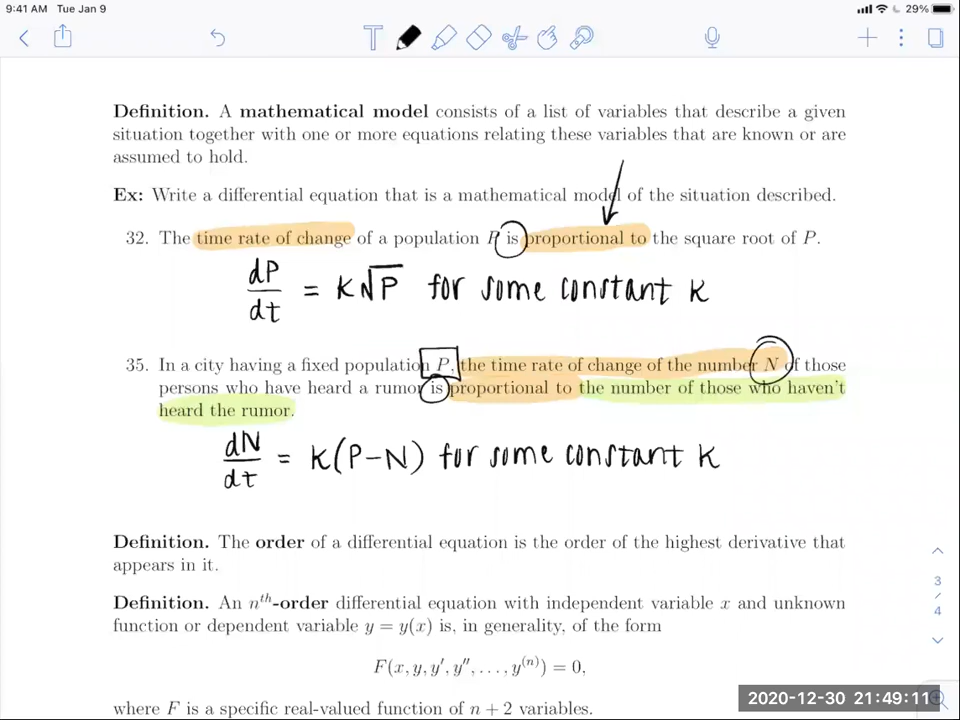 9:41 AM Tue Jan 9
29%
Definition. A mathematical model consists of a list of variables that describe a given
situation together with one or more equations relating these variables that are known or are
assumed to hold.
Ex: Write a differential equation that is a mathematical model of the situation described.
32. The time rate of change of a population P is proportional to the square root of P.
dP/dt = k√P for some constant k
35. In a city having a fixed population P, the time rate of change of the number N of those
persons who have heard a rumor is proportional to the number of those who haven't
heard the rumor.
dN/dt = k(P-N) for some constant k
Definition. The order of a differential equation is the order of the highest derivative that
appears in it.
Definition. An nᵗʰ-order differential equation with independent variable x and unknown
function or dependent variable y = y(x) is, in generality, of the form
F(x, y, y′, y″, . . . , y⁽ⁿ⁾) = 0,
where F is a specific real-valued function of n + 2 variables.
3
/
4
2020-12-30 21:49:11